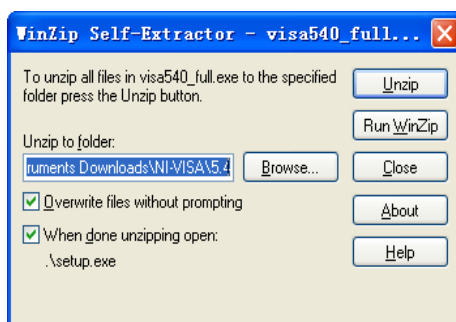 WinZip Self-Extractor - visa540_full...
To unzip all files in visa540_full.exe to the specified
folder press the Unzip button.
Unzip to folder:
ruments Downloads\NI-VISA\5.4
Browse...
Overwrite files without prompting
When done unzipping open:
.\setup.exe
Unzip
Run WinZip
Close
About
Help